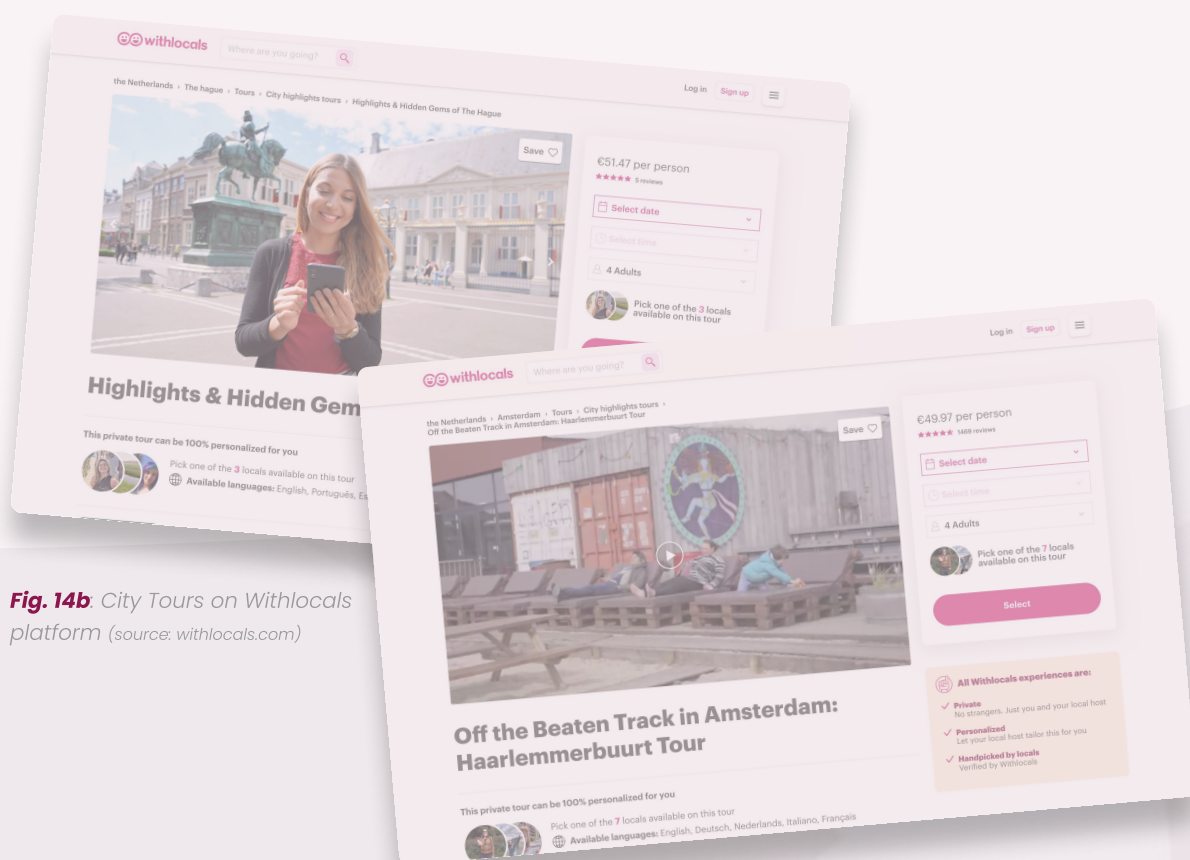 withlocals
Where are you going?
Log in
Sign up
the Netherlands › The hague › Tours › City highlights tours › Highlights & Hidden Gems of The Hague
Save
€51.47 per person
5 reviews
Select date
Select time
4 Adults
Pick one of the 3 locals
available on this tour
Highlights & Hidden Gem
This private tour can be 100% personalized for you
Pick one of the 3 locals available on this tour
Available languages: English, Português, Es
withlocals
Where are you going?
Log in
Sign up
the Netherlands › Amsterdam › Tours › City highlights tours ›
Off the Beaten Track in Amsterdam: Haarlemmerbuurt Tour
Save
€49.97 per person
1469 reviews
Select date
Select time
4 Adults
Pick one of the 7 locals
available on this tour
Select
All Withlocals experiences are:
Private
No strangers. Just you and your local host
Personalized
Let your local host tailor this for you
Handpicked by locals
Verified by Withlocals
Off the Beaten Track in Amsterdam:
Haarlemmerbuurt Tour
This private tour can be 100% personalized for you
Pick one of the 7 locals available on this tour
Available languages: English, Deutsch, Nederlands, Italiano, Français
Fig. 14b: City Tours on Withlocals
platform (source: withlocals.com)